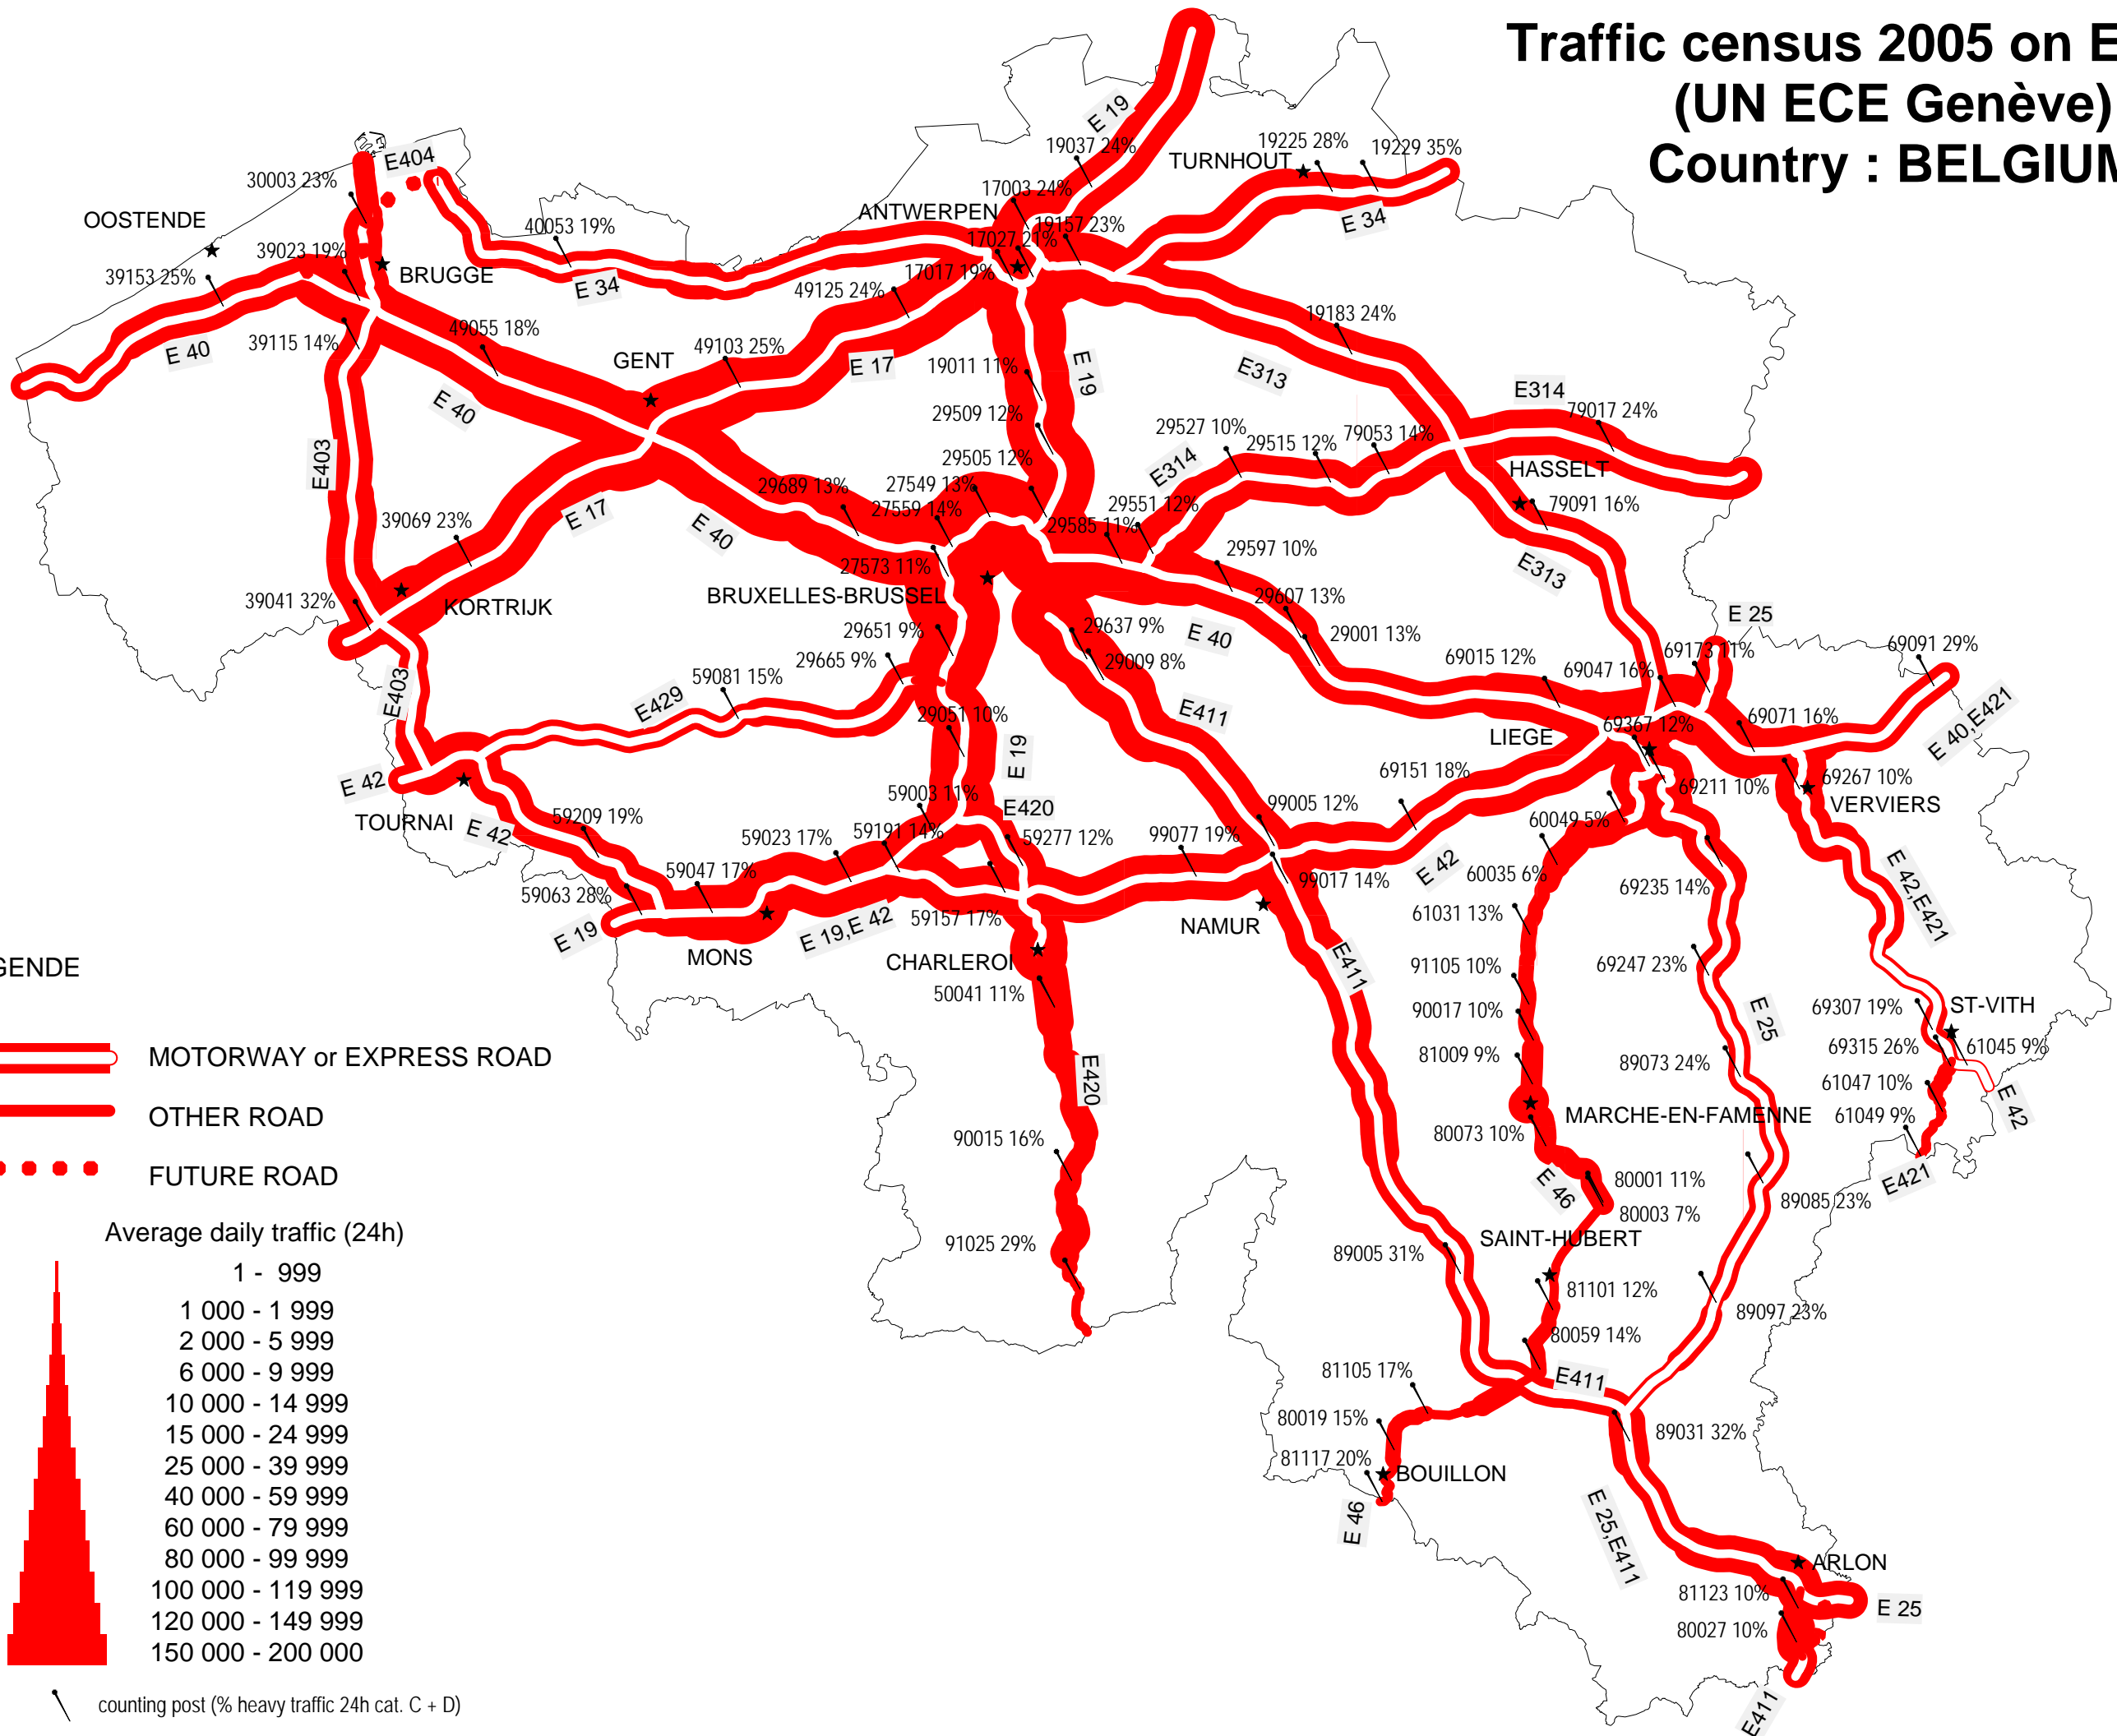 Traffic census 2005 on E
(UN ECE Genève)
Country : BELGIUM
E 19
19037 24%
TURNHOUT
19225 28%
19229 35%
E404
30003 23%
OOSTENDE
17003 24%
ANTWERPEN
40053 19%
19157 23%
E 34
17027 21%
39023 19%
BRUGGE
39153 25%
17017 19%
E 34
49125 24%
19183 24%
49055 18%
39115 14%
E 40
GENT
49103 25%
E 17
19011 11%
E 19
E313
E314
E 40
29509 12%
79017 24%
29527 10%
29515 12%
79053 14%
E403
29505 12%
E314
HASSELT
29689 13%
27549 13%
29551 12%
79091 16%
27559 14%
39069 23%
E 17
E 40
29585 11%
29597 10%
27573 11%
E313
39041 32%
KORTRIJK
BRUXELLES-BRUSSEL
29607 13%
E 25
29651 9%
29637 9%
E 40
29001 13%
69091 29%
29665 9%
29009 8%
69015 12%
69047 16%
69173 11%
59081 15%
E403
E429
29051 10%
E411
69071 16%
E 40,E421
69367 12%
LIEGE
E 19
E 42
69151 18%
69211 10%
69267 10%
VERVIERS
TOURNAI
E 42
59209 19%
59003 11%
E420
99005 12%
60049 5%
59023 17%
59191 14%
59277 12%
99077 19%
59047 17%
E 42
60035 6%
69235 14%
E 42,E421
59063 28%
99017 14%
E 19
E 19,E 42
59157 17%
NAMUR
61031 13%
MONS
CHARLEROI
E411
91105 10%
69247 23%
GENDE
50041 11%
90017 10%
E 25
69307 19%
ST-VITH
MOTORWAY or EXPRESS ROAD
81009 9%
89073 24%
69315 26%
61045 9%
E420
61047 10%
OTHER ROAD
MARCHE-EN-FAMENNE
61049 9%
E 42
90015 16%
80073 10%
FUTURE ROAD
E 46
80001 11%
E421
89085 23%
80003 7%
Average daily traffic (24h)
91025 29%
89005 31%
SAINT-HUBERT
1 - 999
81101 12%
1 000 - 1 999
89097 23%
2 000 - 5 999
80059 14%
6 000 - 9 999
81105 17%
E411
10 000 - 14 999
80019 15%
15 000 - 24 999
89031 32%
25 000 - 39 999
81117 20%
BOUILLON
40 000 - 59 999
E 46
60 000 - 79 999
E 25,E411
80 000 - 99 999
ARLON
100 000 - 119 999
81123 10%
120 000 - 149 999
E 25
80027 10%
150 000 - 200 000
E411
counting post (% heavy traffic 24h cat. C + D)